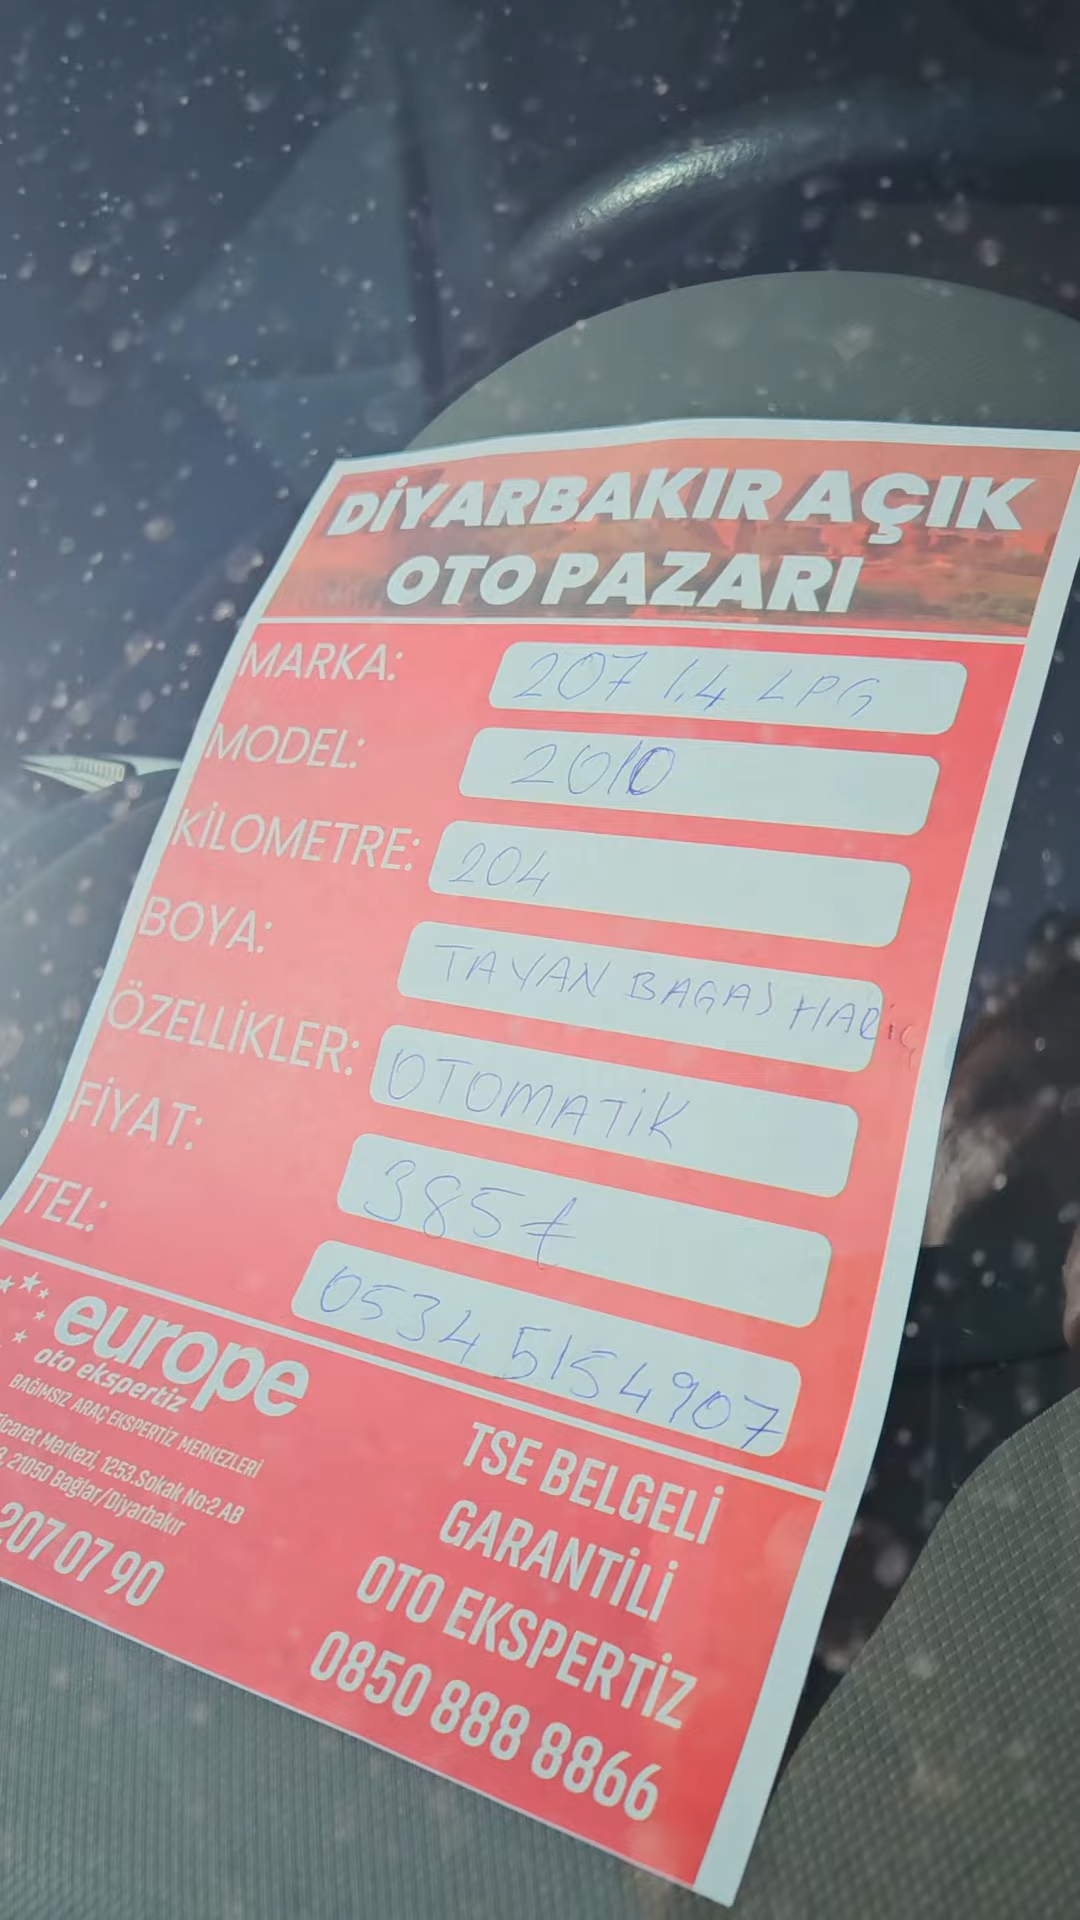 DİYARBAKIR AÇIK
OTO PAZARI
MARKA: 207 1.4 LPG
MODEL: 2010
KİLOMETRE: 204
BOYA: TAVAN BAGAJ HARİÇ
ÖZELLİKLER: OTOMATİK
FİYAT: 385 ₺
TEL: 0534 5154907
europe
oto ekspertiz
BAĞIMSIZ ARAÇ EKSPERTİZ MERKEZLERİ
Merkezi, 1253.Sokak No:2 AB
21050 Bağlar/Diyarbakır
207 07 90
TSE BELGELİ
GARANTİLİ
OTO EKSPERTİZ
0850 888 8866